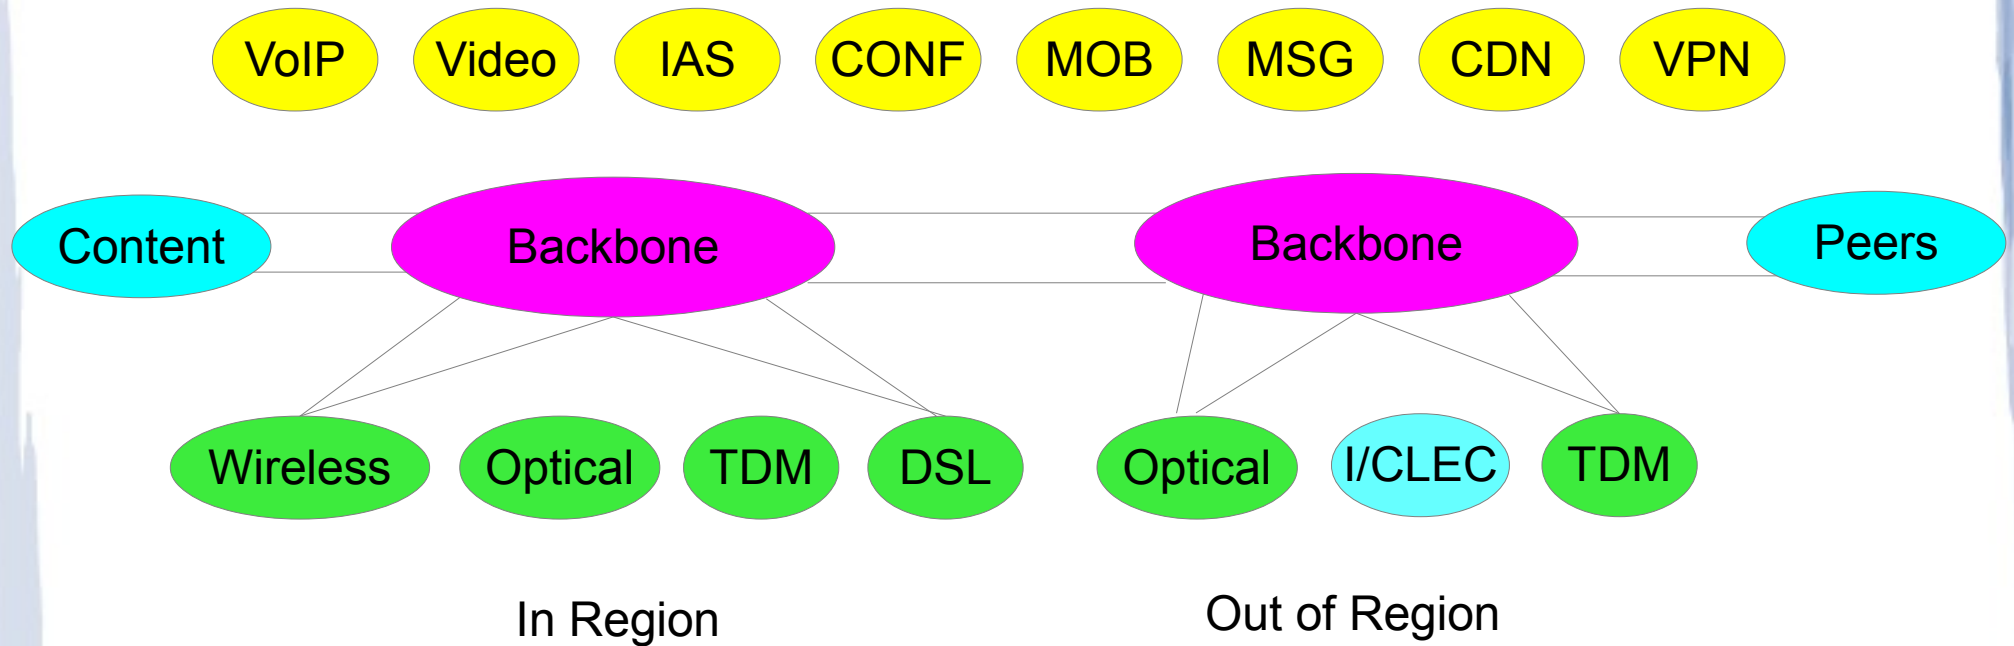 VoIP Video IAS CONF MOB MSG CDN VPN
Content Backbone Backbone Peers
Wireless Optical TDM DSL Optical I/CLEC TDM
In Region Out of Region